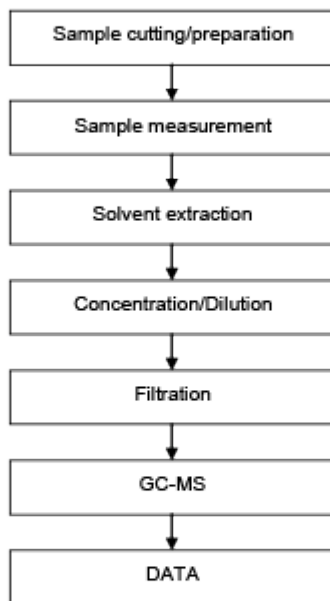 Sample cutting/preparation
Sample measurement
Solvent extraction
Concentration/Dilution
Filtration
GC-MS
DATA